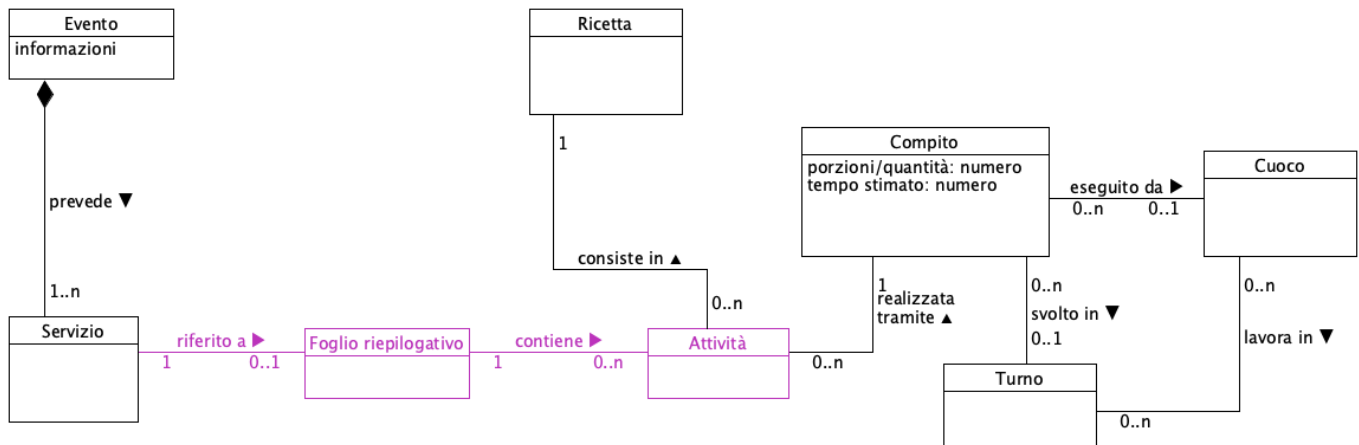 Evento
informazioni
prevede ▼
1..n
Servizio
riferito a ▶
1
0..1
Foglio riepilogativo
contiene ▶
1
0..n
Attività
Ricetta
1
consiste in ▲
0..n
Compito
porzioni/quantità: numero
tempo stimato: numero
1
realizzata
tramite ▲
0..n
eseguito da ▶
0..n
0..1
Cuoco
0..n
svolto in ▼
0..1
Turno
0..n
lavora in ▼
0..n